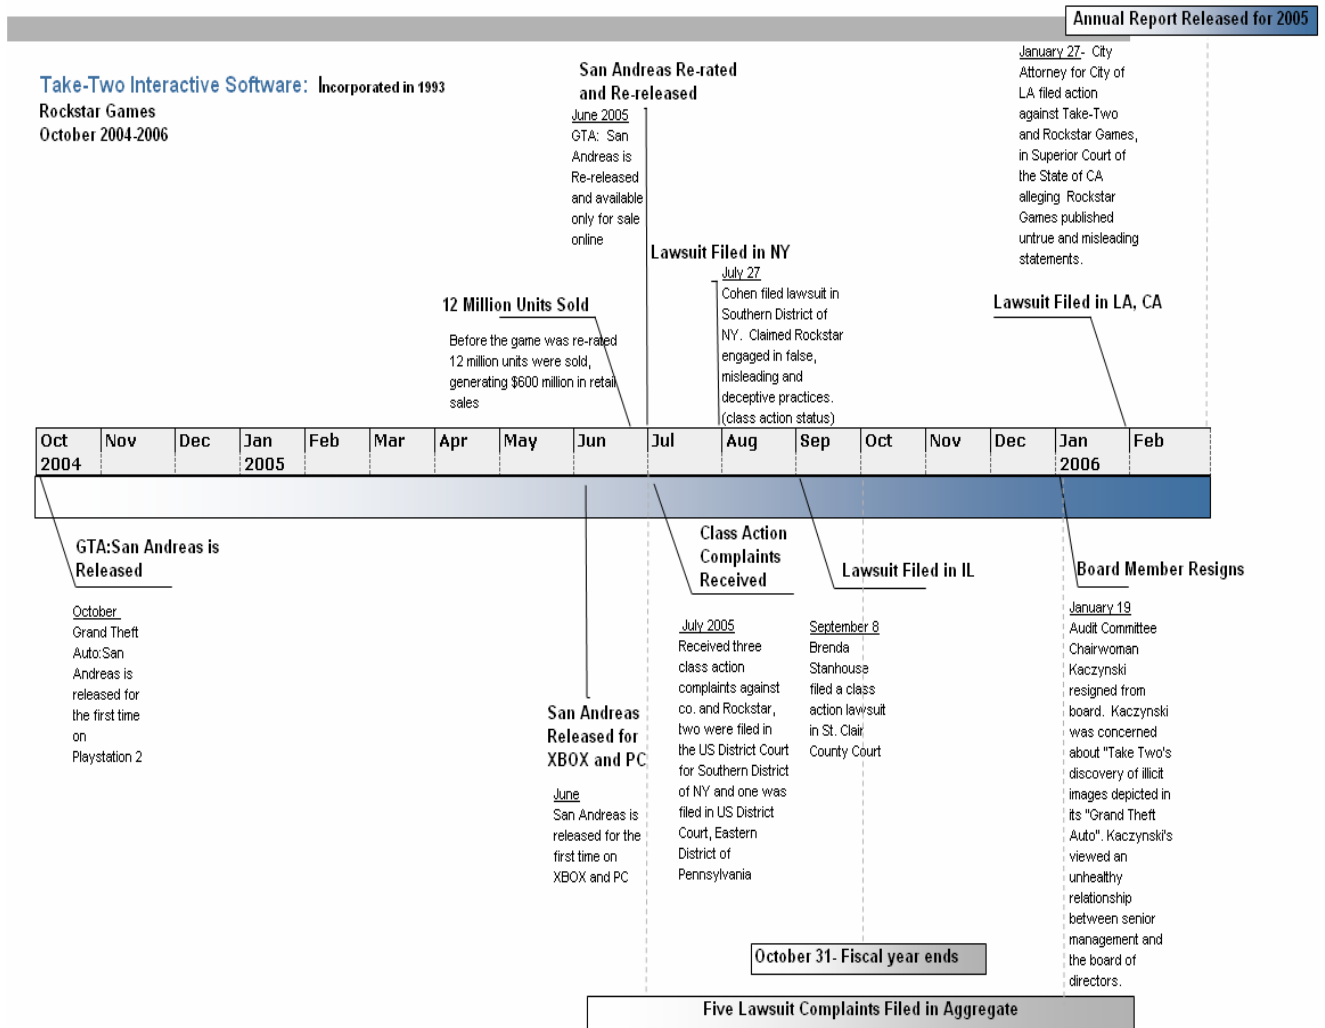 Annual Report Released for 2005
Take-Two Interactive Software: Incorporated in 1993
Rockstar Games
October 2004-2006
San Andreas Re-rated
and Re-released
June 2005
GTA: San
Andreas is
Re-released
and available
only for sale
online
January 27- City
Attorney for City of
LA filed action
against Take-Two
and Rockstar Games,
in Superior Court of
the State of CA
alleging Rockstar
Games published
untrue and misleading
statements.
Lawsuit Filed in NY
July 27
Cohen filed lawsuit in
Southern District of
NY. Claimed Rockstar
engaged in false,
misleading and
deceptive practices.
(class action status)
12 Million Units Sold
Before the game was re-rated
12 million units were sold,
generating $600 million in retail
sales
Lawsuit Filed in LA, CA
Oct Nov Dec Jan Feb Mar Apr May Jun Jul Aug Sep Oct Nov Dec Jan Feb
2004 2005 2006
GTA:San Andreas is
Released
October
Grand Theft
Auto:San
Andreas is
released for
the first time
on
Playstation 2
San Andreas
Released for
XBOX and PC
June
San Andreas is
released for the
first time on
XBOX and PC
Class Action
Complaints
Received
July 2005
Received three
class action
complaints against
co. and Rockstar,
two were filed in
the US District Court
for Southern District
of NY and one was
filed in US District
Court, Eastern
District of
Pennsylvania
Lawsuit Filed in IL
September 8
Brenda
Stanhouse
filed a class
action lawsuit
in St. Clair
County Court
Board Member Resigns
January 19
Audit Committee
Chairwoman
Kaczynski
resigned from
board. Kaczynski
was concerned
about "Take Two's
discovery of illicit
images depicted in
its "Grand Theft
Auto". Kaczynski's
viewed an
unhealthy
relationship
between senior
management and
the board of
directors.
October 31- Fiscal year ends
Five Lawsuit Complaints Filed in Aggregate